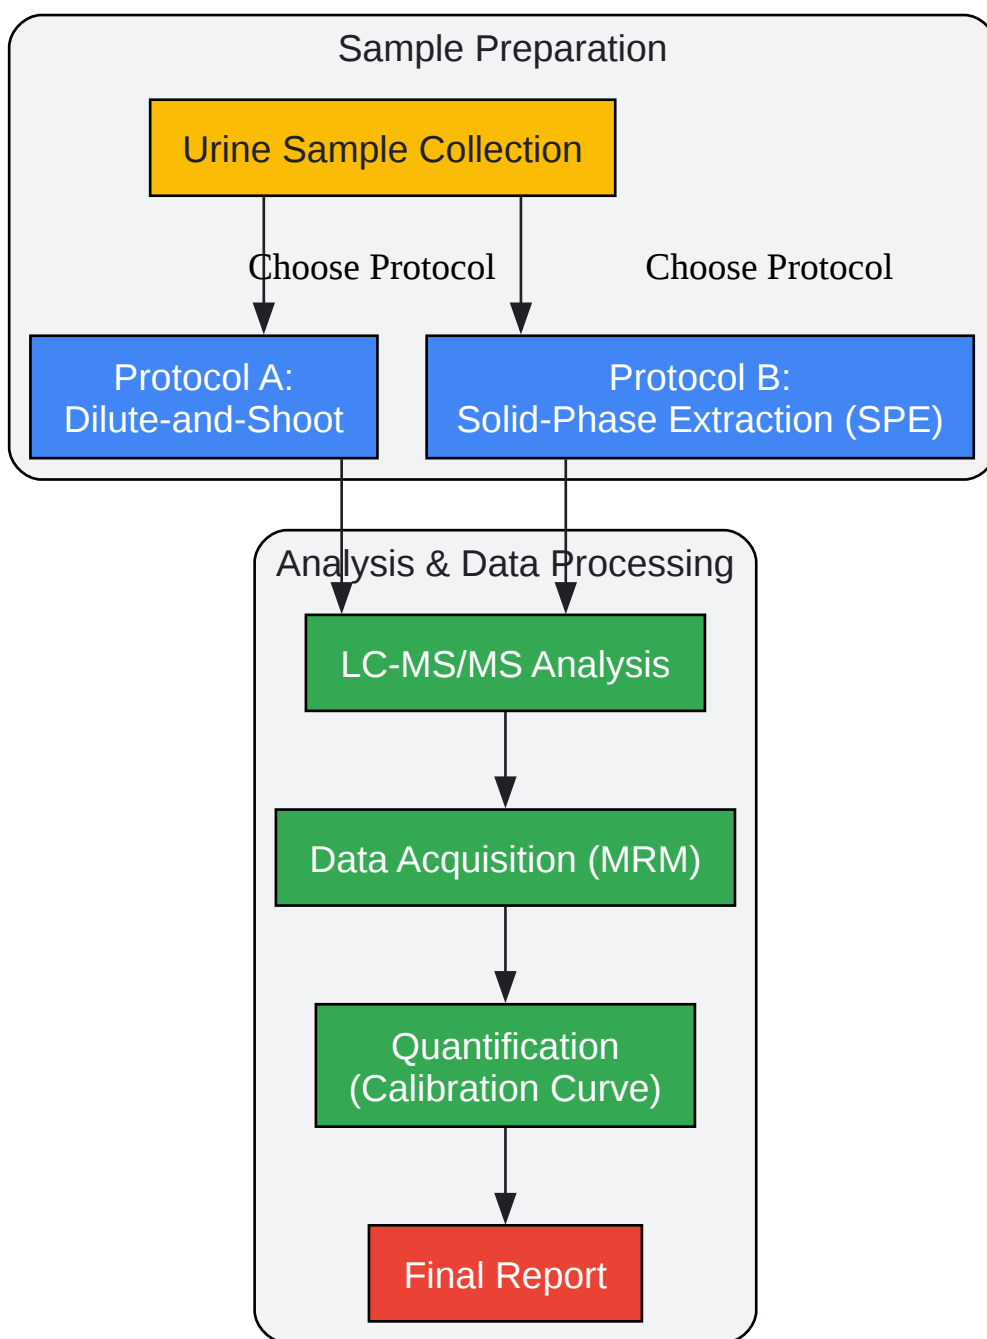 Sample Preparation
Urine Sample Collection
Choose Protocol
Choose Protocol
Protocol A:
Dilute-and-Shoot
Protocol B:
Solid-Phase Extraction (SPE)
Analysis & Data Processing
LC-MS/MS Analysis
Data Acquisition (MRM)
Quantification
(Calibration Curve)
Final Report